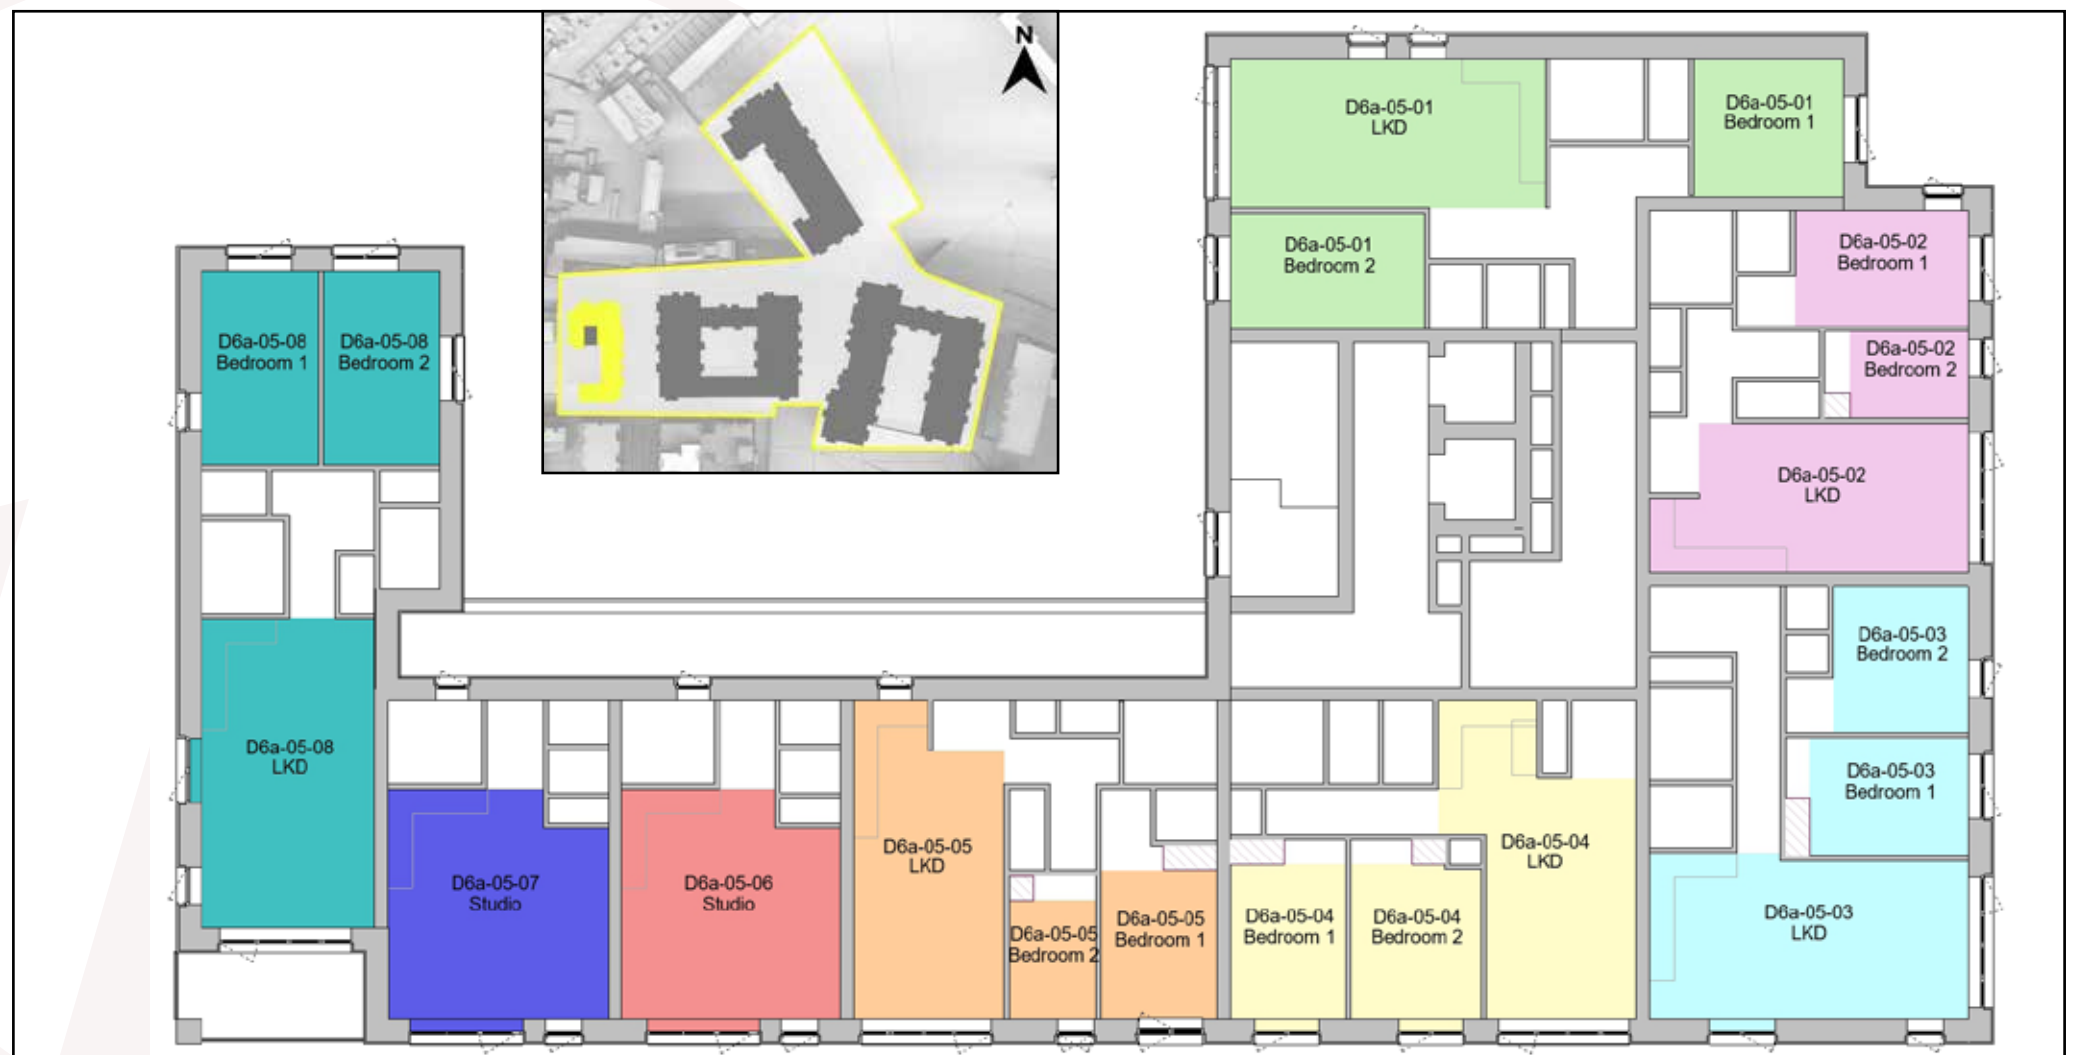 N
D6a-05-01
LKD
D6a-05-01
Bedroom 1
D6a-05-01
Bedroom 2
D6a-05-02
Bedroom 1
D6a-05-02
Bedroom 2
D6a-05-02
LKD
D6a-05-08
Bedroom 1
D6a-05-08
Bedroom 2
D6a-05-08
LKD
D6a-05-07
Studio
D6a-05-06
Studio
D6a-05-05
LKD
D6a-05-05
Bedroom 2
D6a-05-05
Bedroom 1
D6a-05-04
Bedroom 1
D6a-05-04
Bedroom 2
D6a-05-04
LKD
D6a-05-03
Bedroom 2
D6a-05-03
Bedroom 1
D6a-05-03
LKD